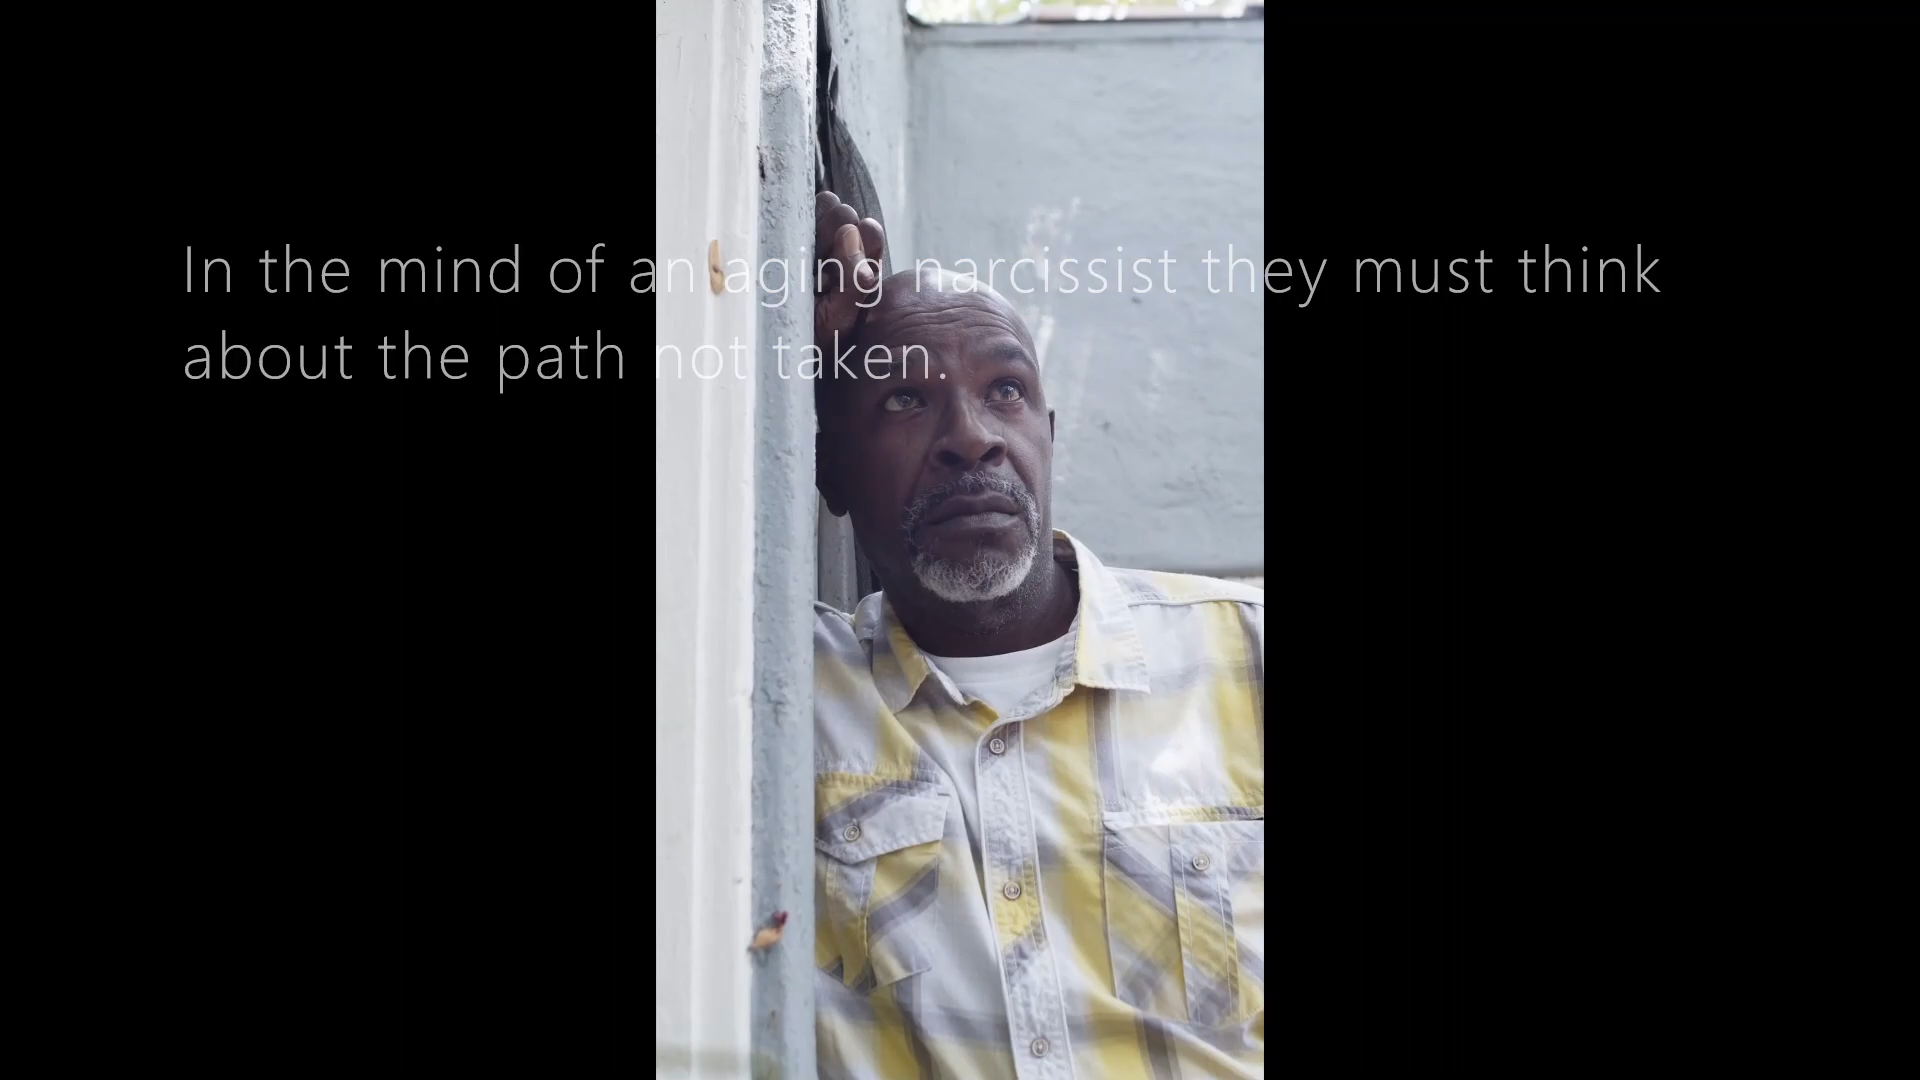 In the mind of an aging narcissist they must think
about the path not taken.